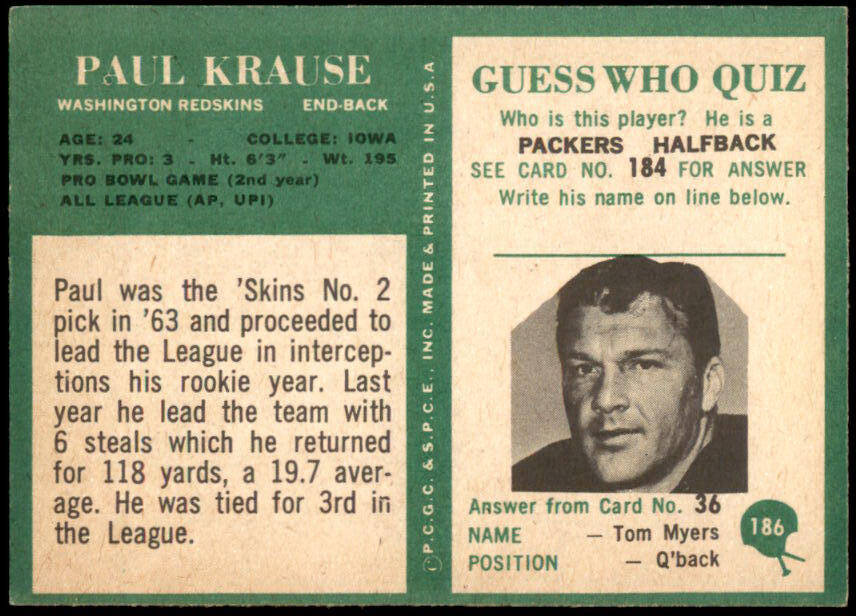 PAUL KRAUSE
WASHINGTON REDSKINS END-BACK
AGE: 24 - COLLEGE: IOWA
YRS. PRO: 3 - Ht. 6'3" - Wt. 195
PRO BOWL GAME (2nd year)
ALL LEAGUE (AP, UPI)
Paul was the 'Skins No. 2
pick in '63 and proceeded to
lead the League in intercep-
tions his rookie year. Last
year he lead the team with
6 steals which he returned
for 118 yards, a 19.7 aver-
age. He was tied for 3rd in
the League.
©P.C.G.C. & S.P.C.E., INC. MADE & PRINTED IN U.S.A
GUESS WHO QUIZ
Who is this player? He is a
PACKERS HALFBACK
SEE CARD NO. 184 FOR ANSWER
Write his name on line below.
Answer from Card No. 36
NAME — Tom Myers
POSITION — Q'back
186